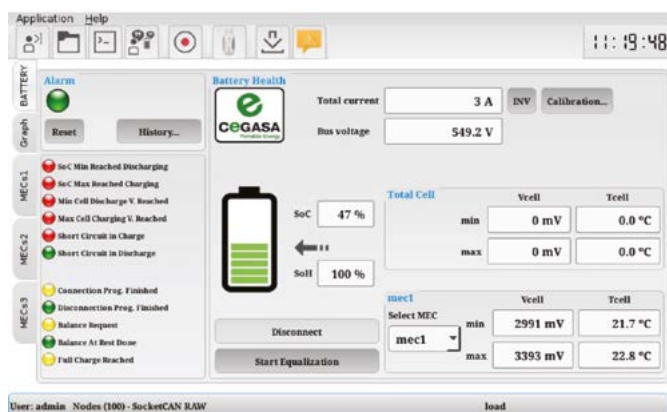 Application Help
11:19:48
BATTERY
Graph
MECs1
MECs2
MECs3
Alarm
Reset History...
SoC Min Reached Discharging
SoC Max Reached Charging
Min Cell Discharge V. Reached
Max Cell Charging V. Reached
Short Circuit in Charge
Short Circuit in Discharge
Connection Prog. Finished
Disconnection Prog. Finished
Balance Request
Balance At Rest Done
Full Charge Reached
Battery Health
CEGASA
Portable Energy
Total current 3 A INV Calibration...
Bus voltage 549.2 V
SoC 47 %
SoH 100 %
Disconnect
Start Equalization
Total Cell Vcell Tcell
min 0 mV 0.0 °C
max 0 mV 0.0 °C
mec1 Vcell Tcell
Select MEC
mec1
min 2991 mV 21.7 °C
max 3393 mV 22.8 °C
User: admin Nodes (100) - SocketCAN RAW load